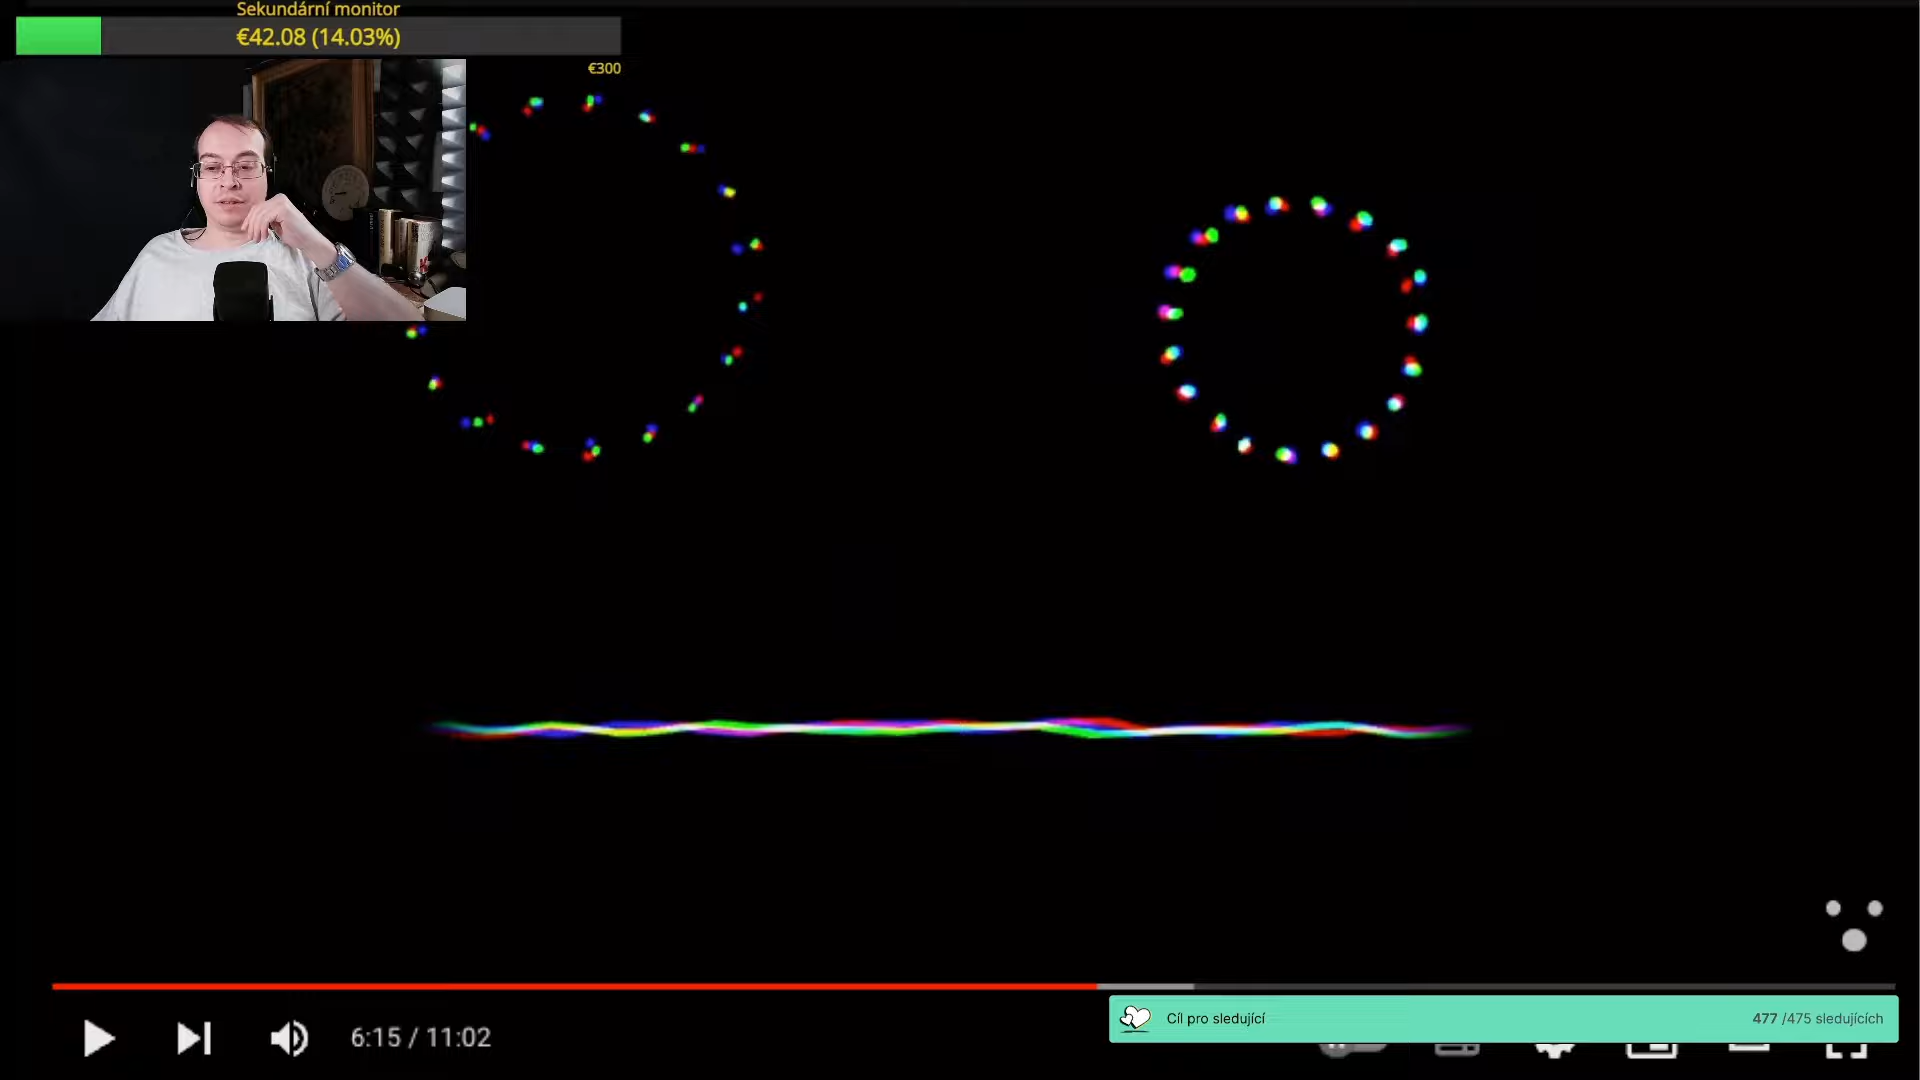 Sekundární monitor
€42.08 (14.03%)
€300
6:15 / 11:02
Cíl pro sledující
477 /475 sledujících